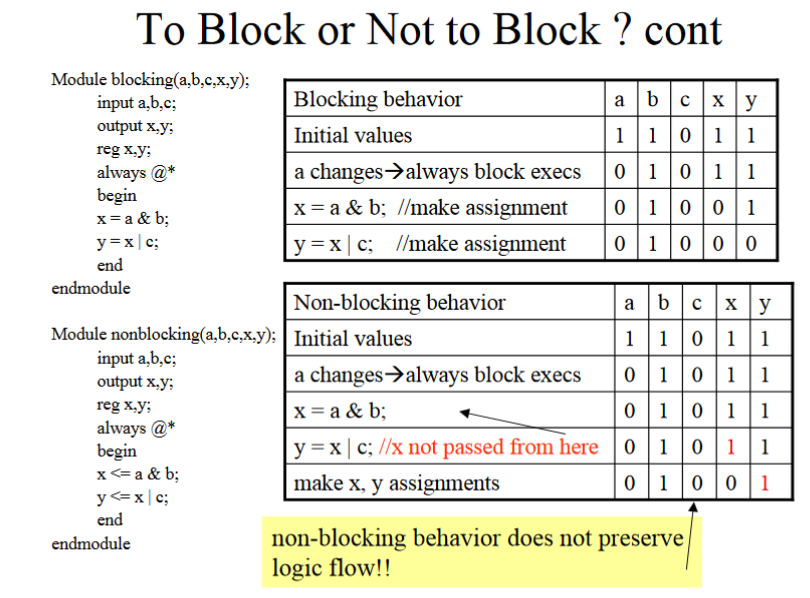 To Block or Not to Block ? cont
Module blocking(a,b,c,x,y);
input a,b,c;
output x,y;
reg x,y;
always @*
begin
x = a & b;
y = x | c;
end
endmodule
Module nonblocking(a,b,c,x,y);
input a,b,c;
output x,y;
reg x,y;
always @*
begin
x <= a & b;
y <= x | c;
end
endmodule
Blocking behavior a b c x y
Initial values 1 1 0 1 1
a changes→always block execs 0 1 0 1 1
x = a & b; //make assignment 0 1 0 0 1
y = x | c; //make assignment 0 1 0 0 0
Non-blocking behavior a b c x y
Initial values 1 1 0 1 1
a changes→always block execs 0 1 0 1 1
x = a & b; 0 1 0 1 1
y = x | c; //x not passed from here 0 1 0 1 1
make x, y assignments 0 1 0 0 1
non-blocking behavior does not preserve
logic flow!!